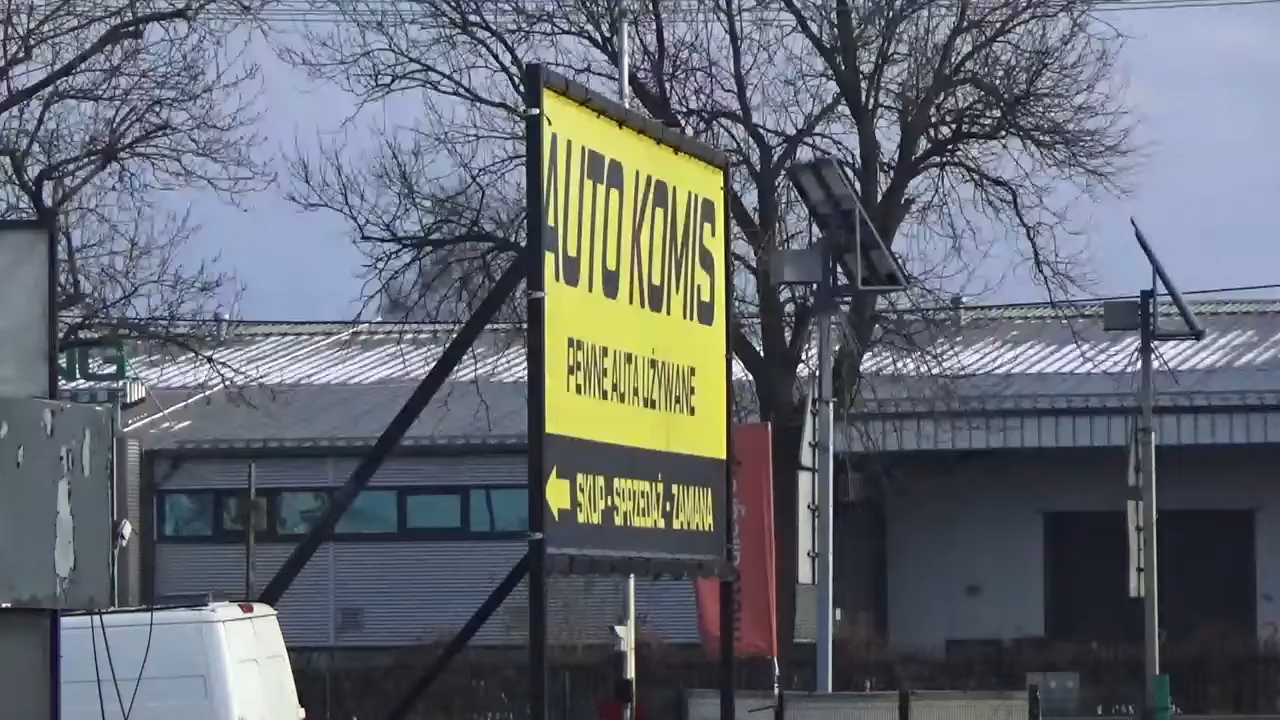 AUTO KOMIS
PEWNE AUTA UŻYWANE
SKUP - SPRZEDAŻ - ZAMIANA